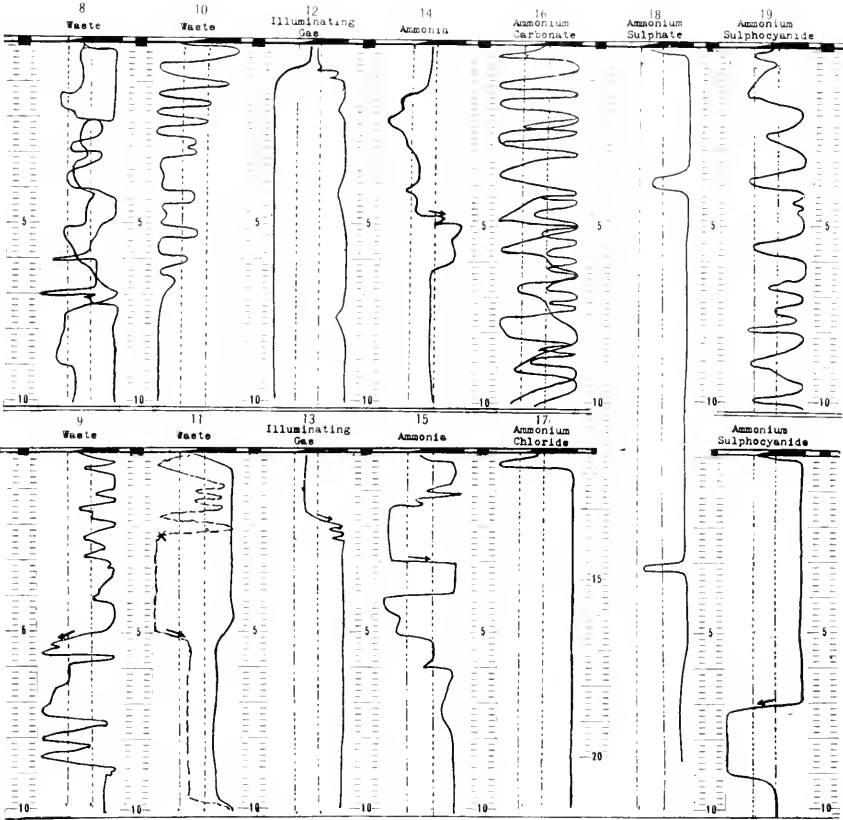 8
Waste
10
Waste
12
Illuminating
Gas
14
Ammonia
16
Ammonium
Carbonate
18
Ammonium
Sulphate
19
Ammonium
Sulphocyanide
5
5
5
5
5
5
5
10
10
10
10
10
10
10
9
Waste
11
Waste
13
Illuminating
Gas
15
Ammonia
17
Ammonium
Chloride
Ammonium
Sulphocyanide
15
5
5
5
5
5
5
20
10
10
10
10
10
10